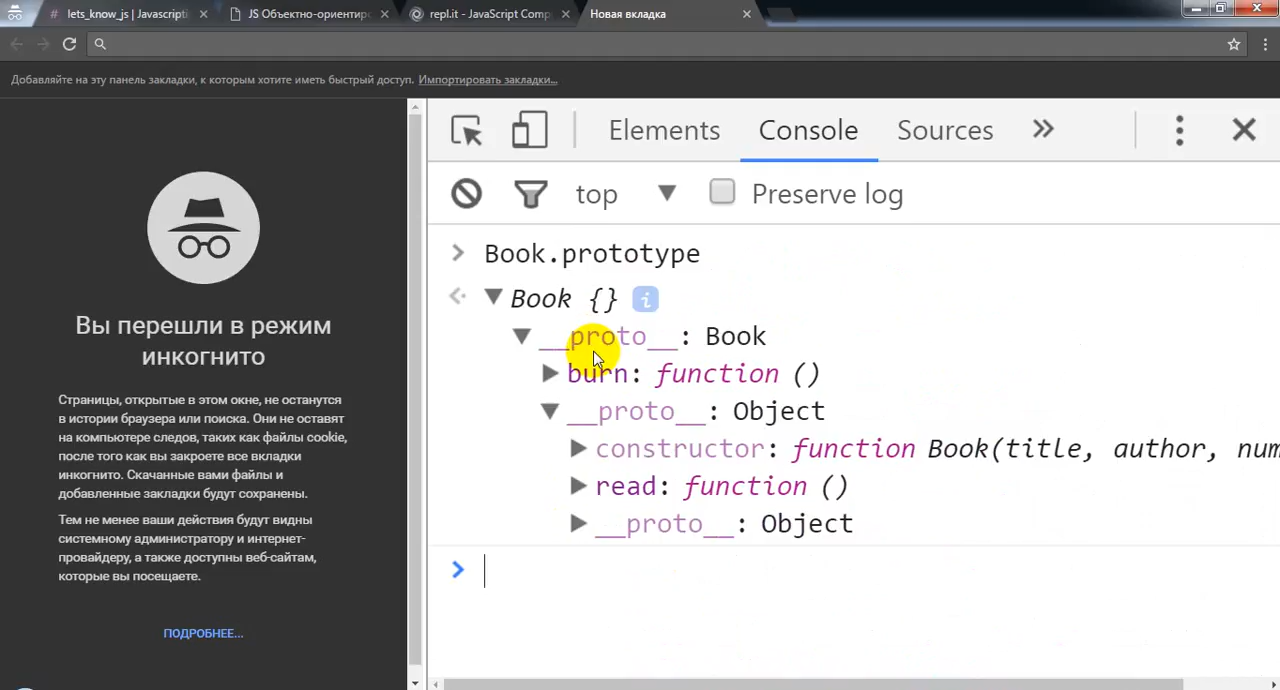 # lets_know_js | Javascript
JS Объектно-ориентиро
repl.it - JavaScript Comp
Новая вкладка
Добавляйте на эту панель закладки, к которым хотите иметь быстрый доступ. Импортировать закладки...
Elements
Console
Sources
top
Preserve log
Вы перешли в режим
инкогнито
Страницы, открытые в этом окне, не останутся
в истории браузера или поиска. Они не оставят
на компьютере следов, таких как файлы cookie,
после того как вы закроете все вкладки
инкогнито. Скачанные вами файлы и
добавленные закладки будут сохранены.
Тем не менее ваши действия будут видны
системному администратору и интернет-
провайдеру, а также доступны веб-сайтам,
которые вы посещаете.
ПОДРОБНЕЕ...
> Book.prototype
Book {} i
__proto__: Book
burn: function ()
__proto__: Object
constructor: function Book(title, author, num
read: function ()
__proto__: Object
>